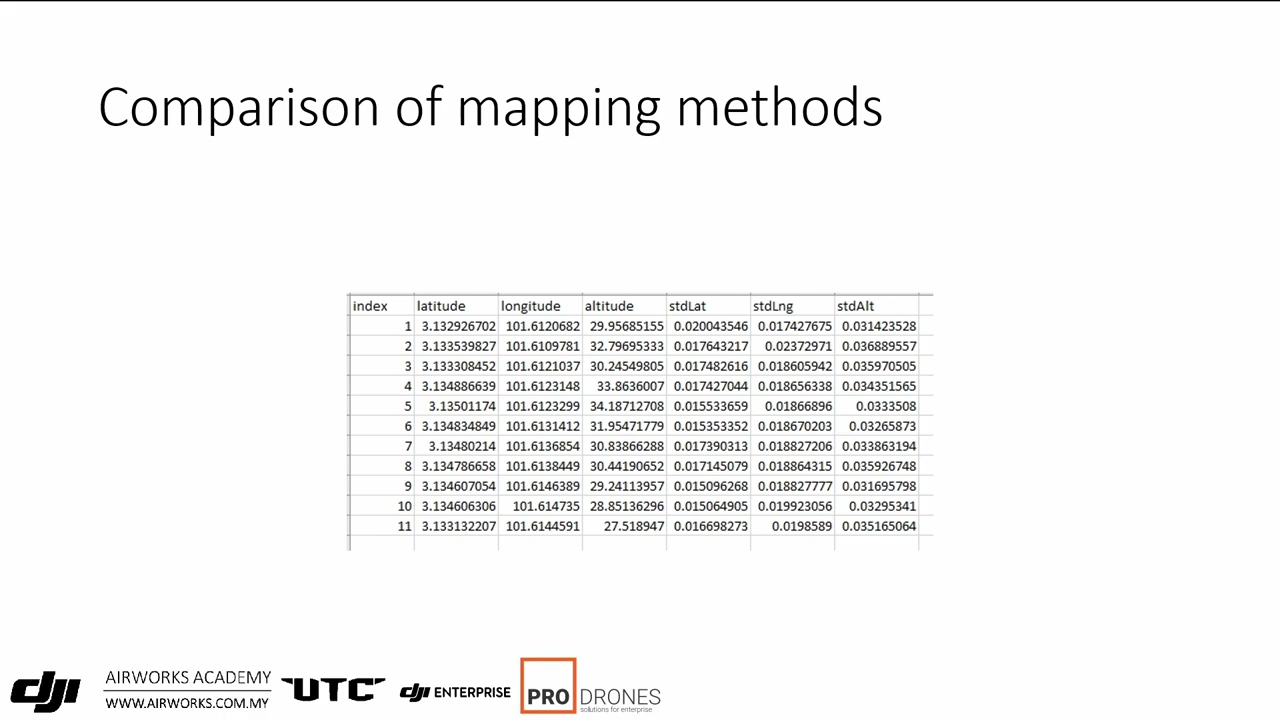 Comparison of mapping methods
index latitude longitude altitude stdLat stdLng stdAlt
1 3.132926702 101.6120682 29.95685155 0.020043546 0.017427675 0.031423528
2 3.133539827 101.6109781 32.79695333 0.017643217 0.02372971 0.036889557
3 3.133308452 101.6121037 30.24549805 0.017482616 0.018605942 0.035970505
4 3.134886639 101.6123148 33.8636007 0.017427044 0.018656338 0.034351565
5 3.13501174 101.6123299 34.18712708 0.015533659 0.01866896 0.0333508
6 3.134834849 101.6131412 31.95471779 0.015353352 0.018670203 0.03265873
7 3.13480214 101.6136854 30.83866288 0.017390313 0.018827206 0.033863194
8 3.134786658 101.6138449 30.44190652 0.017145079 0.018864315 0.035926748
9 3.134607054 101.6146389 29.24113957 0.015096268 0.018827777 0.031695798
10 3.134606306 101.614735 28.85136296 0.015064905 0.019923056 0.03295341
11 3.133132207 101.6144591 27.518947 0.016698273 0.0198589 0.035165064
dji AIRWORKS ACADEMY UTC dji ENTERPRISE PRO DRONES
WWW.AIRWORKS.COM.MY solutions for enterprise